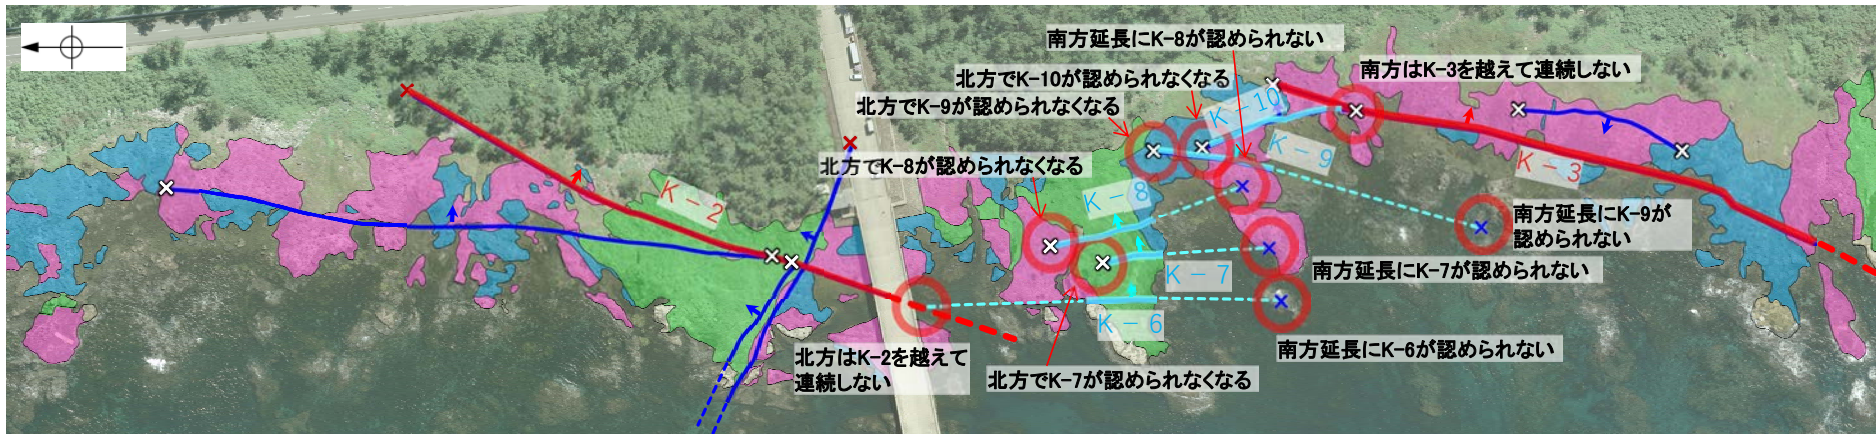 南方延長にK-8が認められない
北方でK-10が認められなくなる
北方でK-9が認められなくなる
南方はK-3を越えて連続しない
K-10
K-9
北方でK-8が認められなくなる
K-3
K-2
K-8
南方延長にK-9が
認められない
K-7
南方延長にK-7が認められない
K-6
北方はK-2を越えて
連続しない
南方延長にK-6が認められない
北方でK-7が認められなくなる